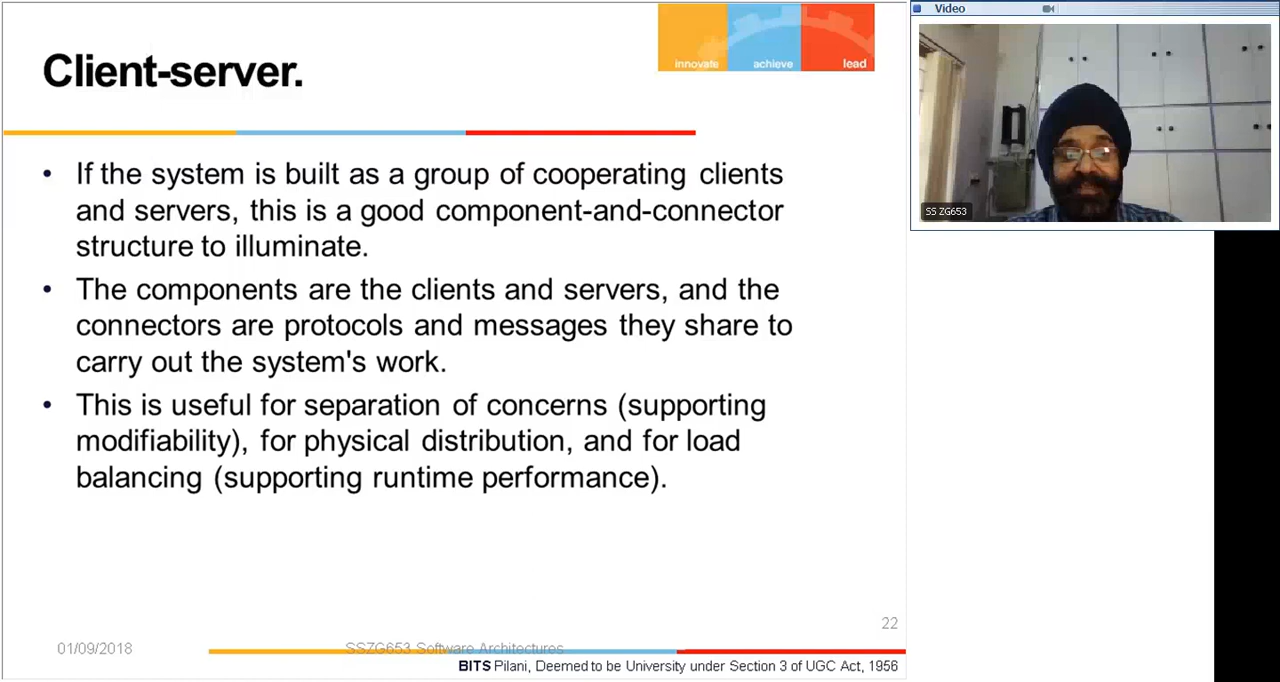 Client-server.
innovate achieve lead
• If the system is built as a group of cooperating clients
and servers, this is a good component-and-connector
structure to illuminate.
• The components are the clients and servers, and the
connectors are protocols and messages they share to
carry out the system's work.
• This is useful for separation of concerns (supporting
modifiability), for physical distribution, and for load
balancing (supporting runtime performance).
22
01/09/2018
SSZG653 Software Architectures
BITS Pilani, Deemed to be University under Section 3 of UGC Act, 1956
Video
SS ZG653